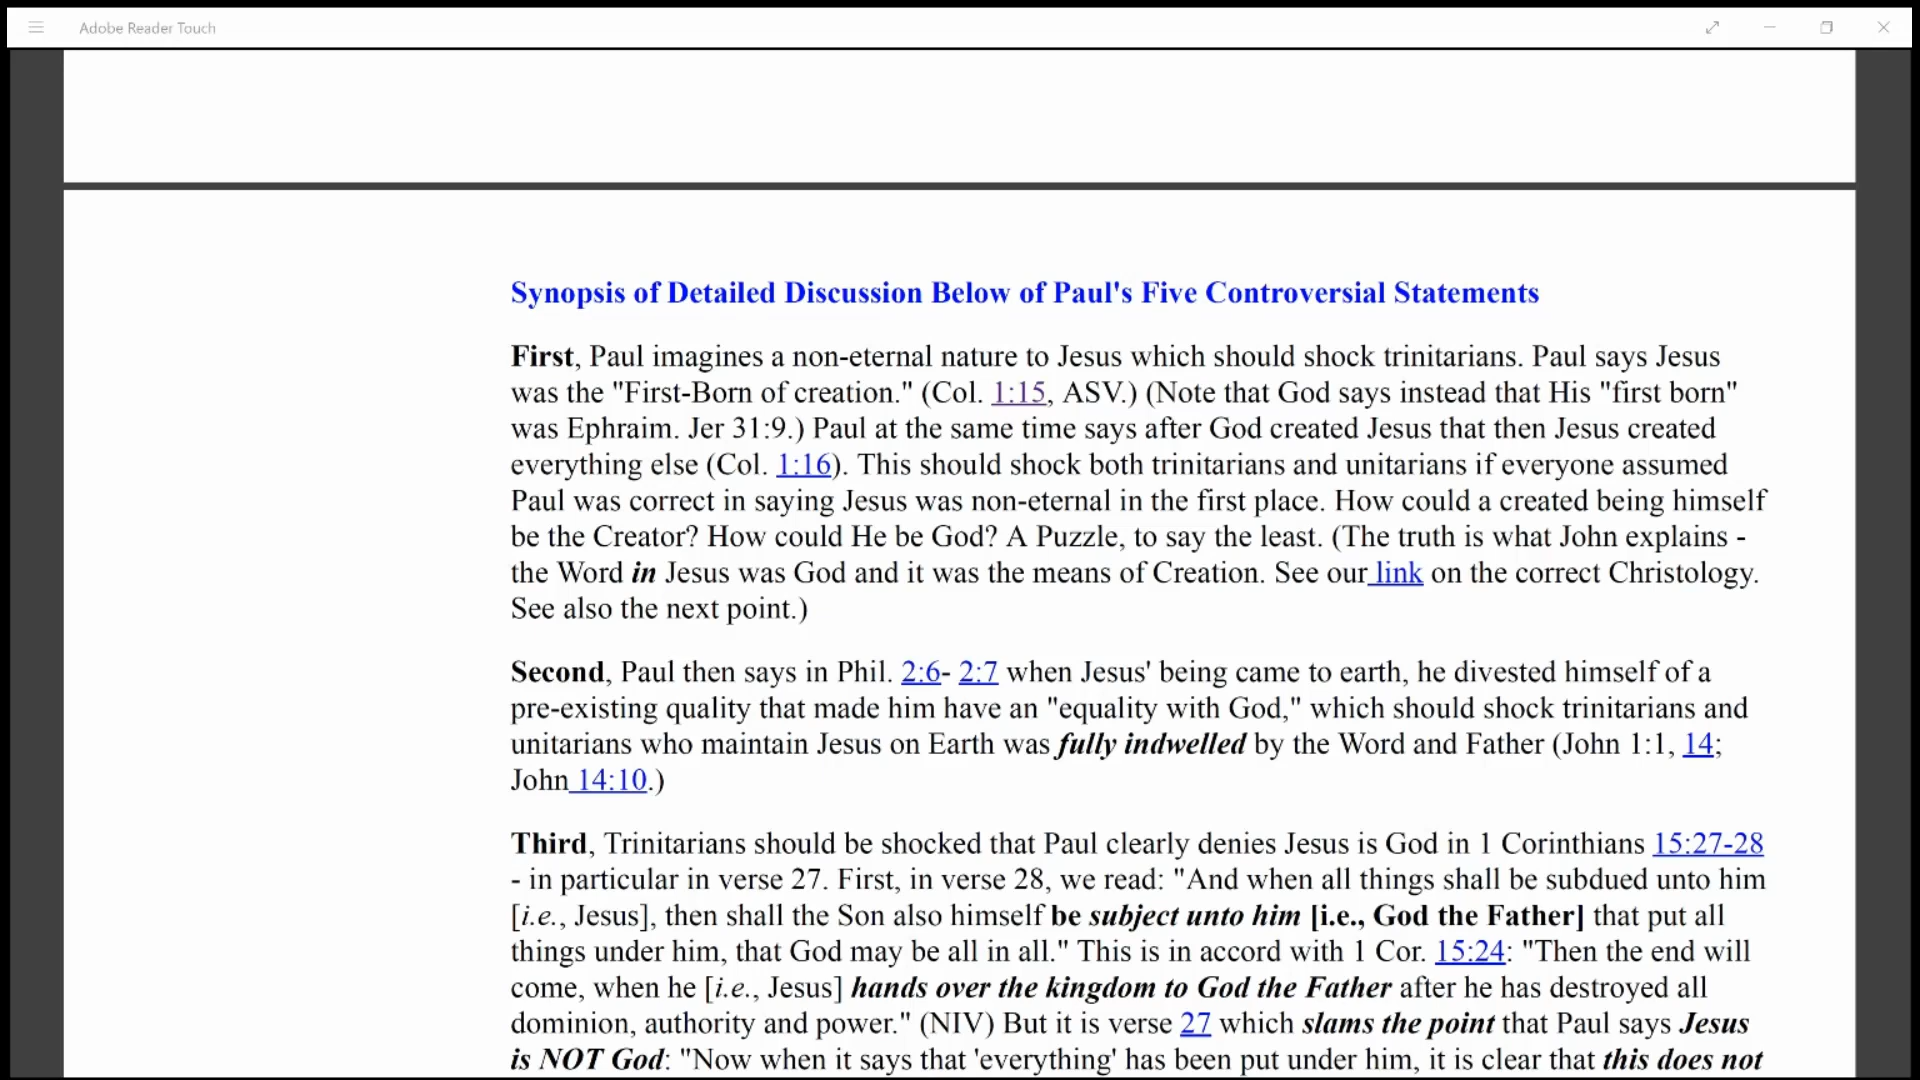 Adobe Reader Touch
Synopsis of Detailed Discussion Below of Paul's Five Controversial Statements
First, Paul imagines a non-eternal nature to Jesus which should shock trinitarians. Paul says Jesus
was the "First-Born of creation." (Col. 1:15, ASV.) (Note that God says instead that His "first born"
was Ephraim. Jer 31:9.) Paul at the same time says after God created Jesus that then Jesus created
everything else (Col. 1:16). This should shock both trinitarians and unitarians if everyone assumed
Paul was correct in saying Jesus was non-eternal in the first place. How could a created being himself
be the Creator? How could He be God? A Puzzle, to say the least. (The truth is what John explains -
the Word in Jesus was God and it was the means of Creation. See our link on the correct Christology.
See also the next point.)
Second, Paul then says in Phil. 2:6- 2:7 when Jesus' being came to earth, he divested himself of a
pre-existing quality that made him have an "equality with God," which should shock trinitarians and
unitarians who maintain Jesus on Earth was fully indwelled by the Word and Father (John 1:1, 14;
John 14:10.)
Third, Trinitarians should be shocked that Paul clearly denies Jesus is God in 1 Corinthians 15:27-28
- in particular in verse 27. First, in verse 28, we read: "And when all things shall be subdued unto him
[i.e., Jesus], then shall the Son also himself be subject unto him [i.e., God the Father] that put all
things under him, that God may be all in all." This is in accord with 1 Cor. 15:24: "Then the end will
come, when he [i.e., Jesus] hands over the kingdom to God the Father after he has destroyed all
dominion, authority and power." (NIV) But it is verse 27 which slams the point that Paul says Jesus
is NOT God: "Now when it says that 'everything' has been put under him, it is clear that this does not